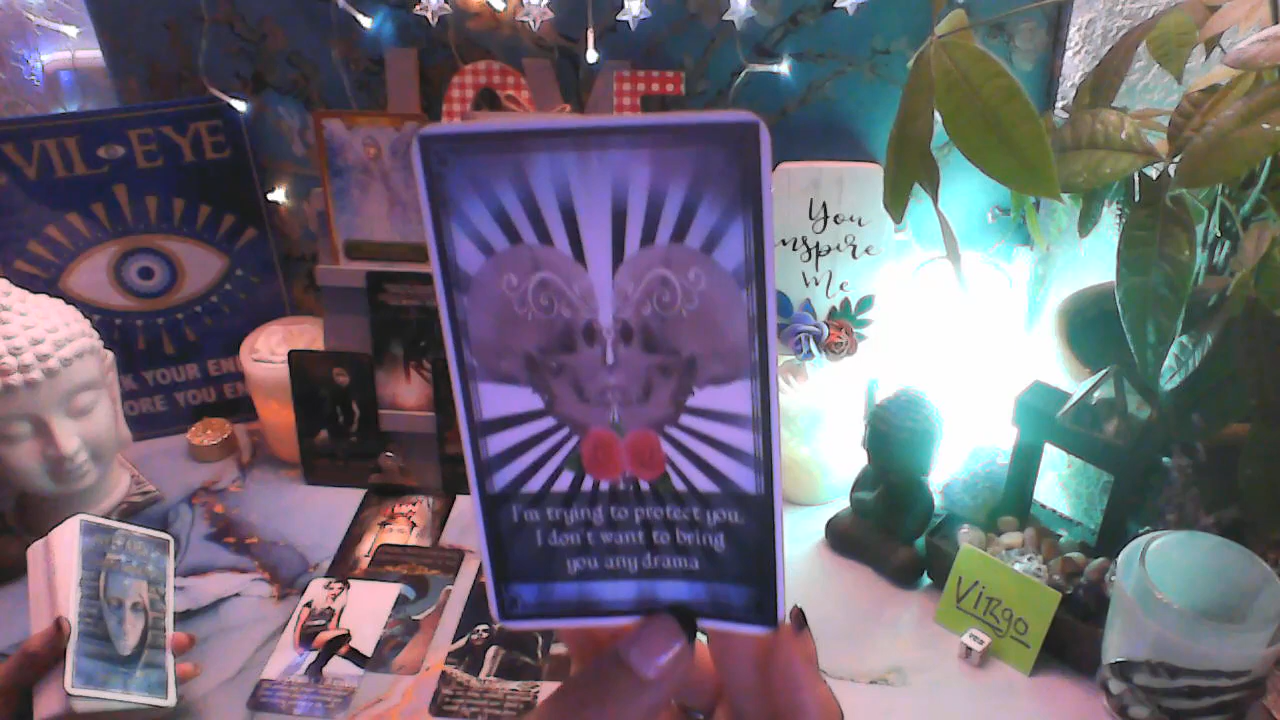 VIL EYE
K YOUR EN
ORE YOU EN
LOVE
You
nspire
Me
I'm trying to protect you,
I don't want to bring
you any drama
Virgo